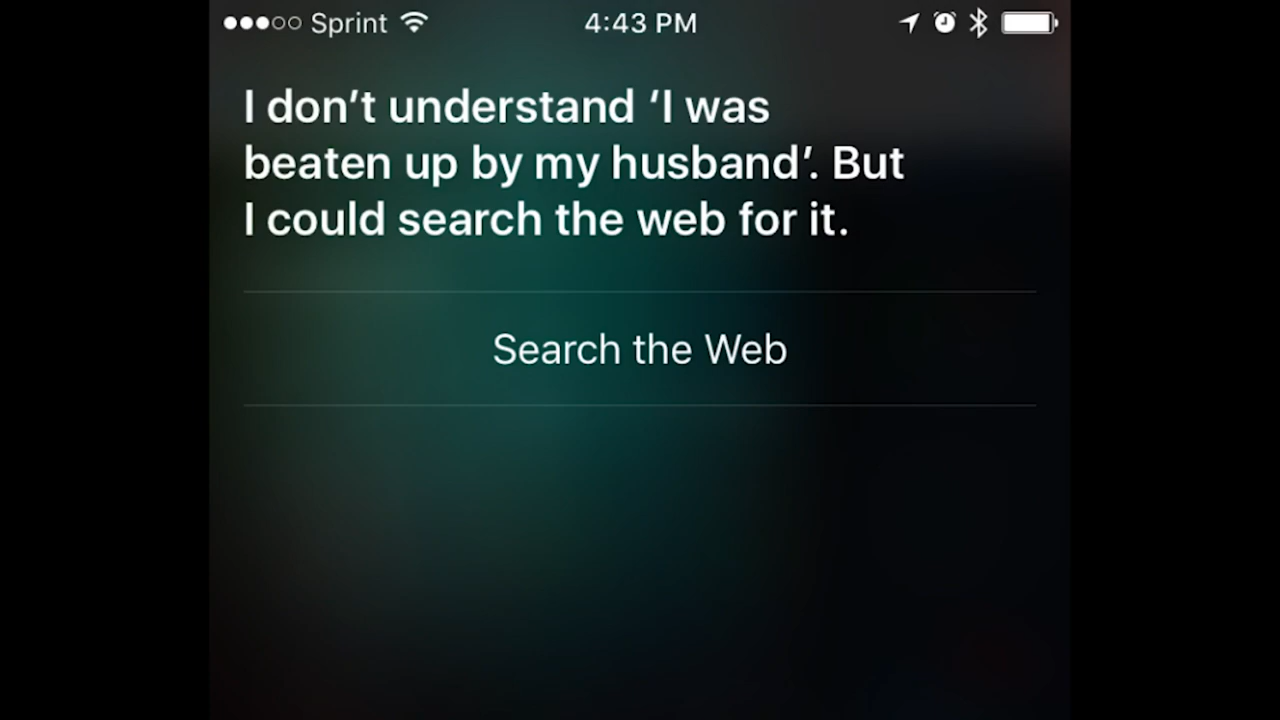 Sprint 4:43 PM
I don’t understand ‘I was
beaten up by my husband’. But
I could search the web for it.
Search the Web